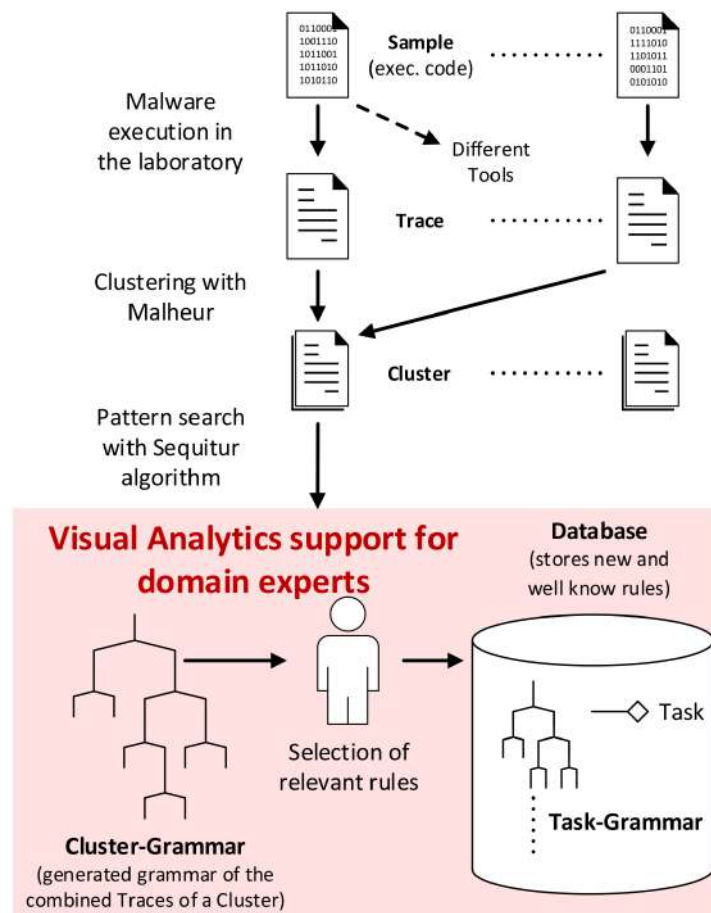 0110001
1001110
1011001
1011010
1010110
Sample
(exec. code)
0110001
1111010
1101011
0001101
0101010
Malware
execution in
the laboratory
Different
Tools
Trace
Clustering with
Malheur
Cluster
Pattern search
with Sequitur
algorithm
Visual Analytics support for
domain experts
Database
(stores new and
well know rules)
Selection of
relevant rules
Task
Task-Grammar
Cluster-Grammar
(generated grammar of the
combined Traces of a Cluster)